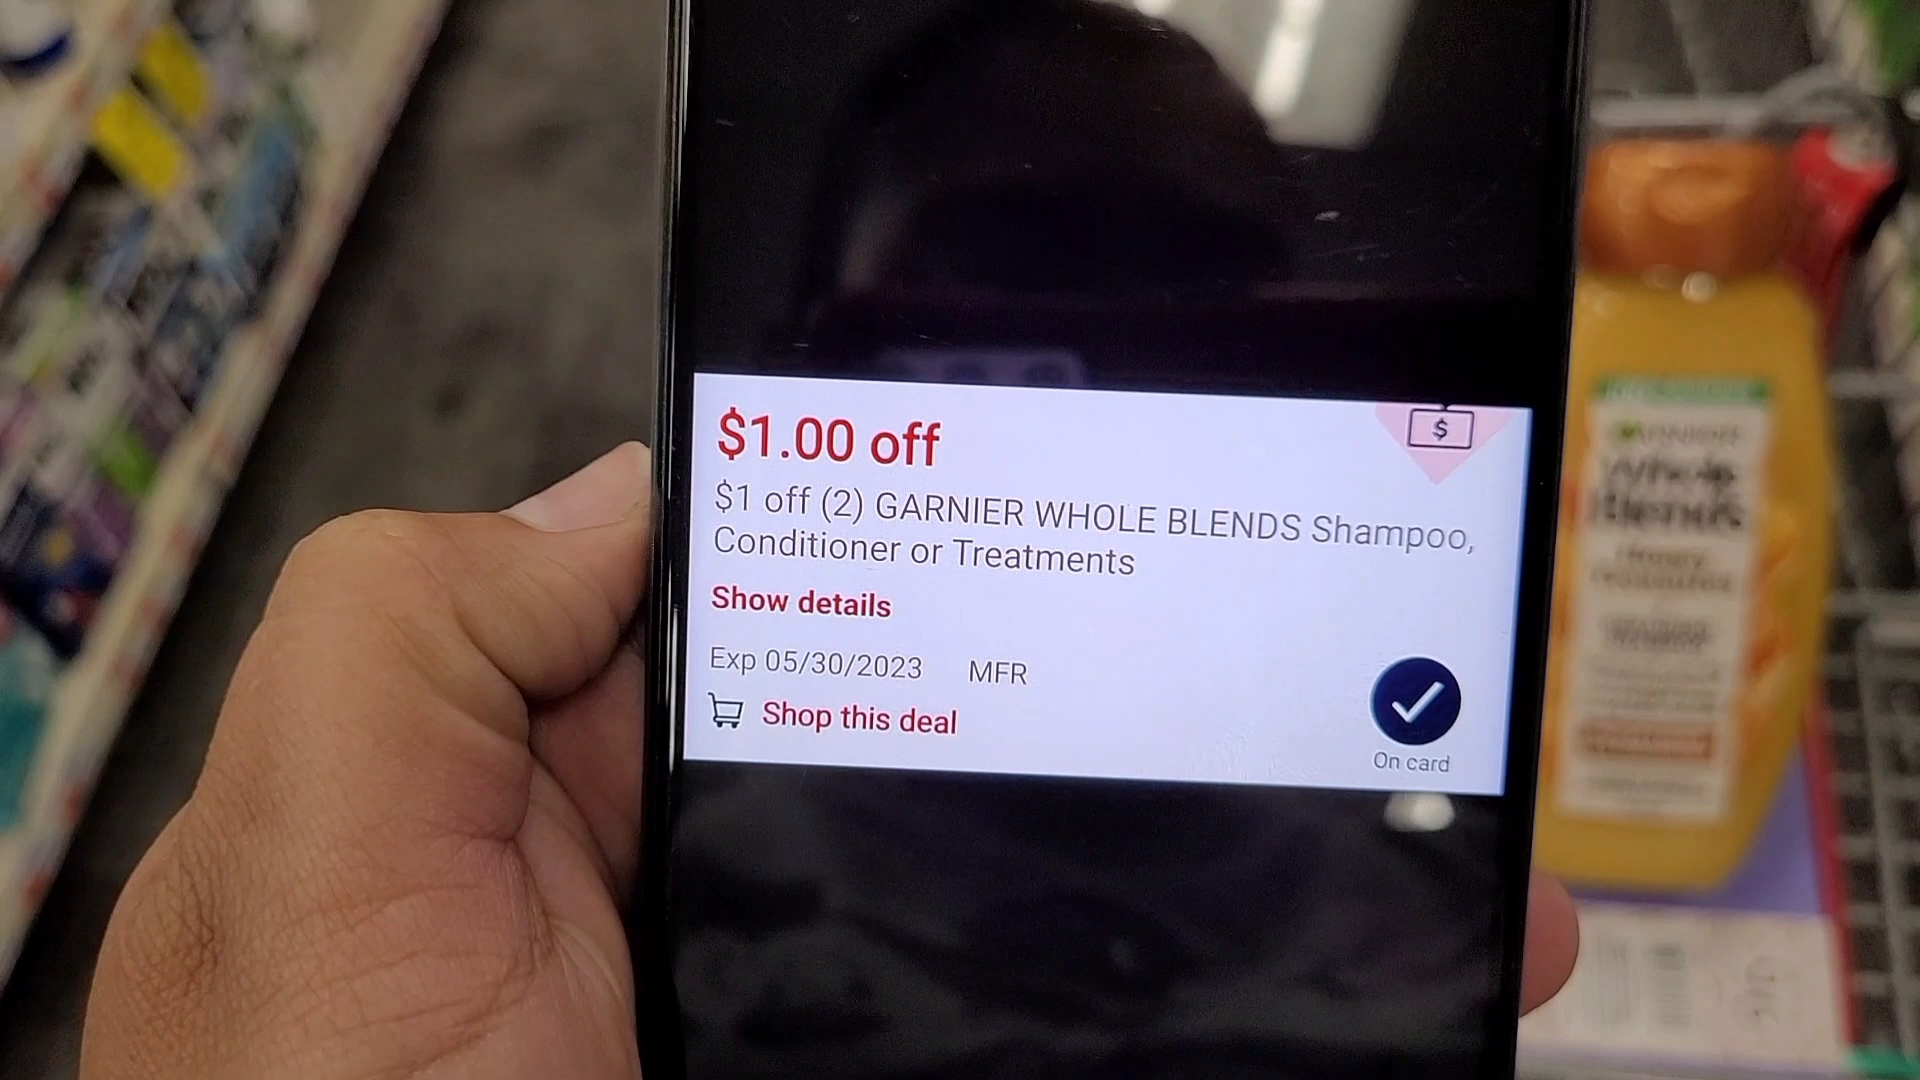 $1.00 off
$
$1 off (2) GARNIER WHOLE BLENDS Shampoo,
Conditioner or Treatments
Show details
Exp 05/30/2023 MFR
Shop this deal
On card
GARNIER
Whole
Blends